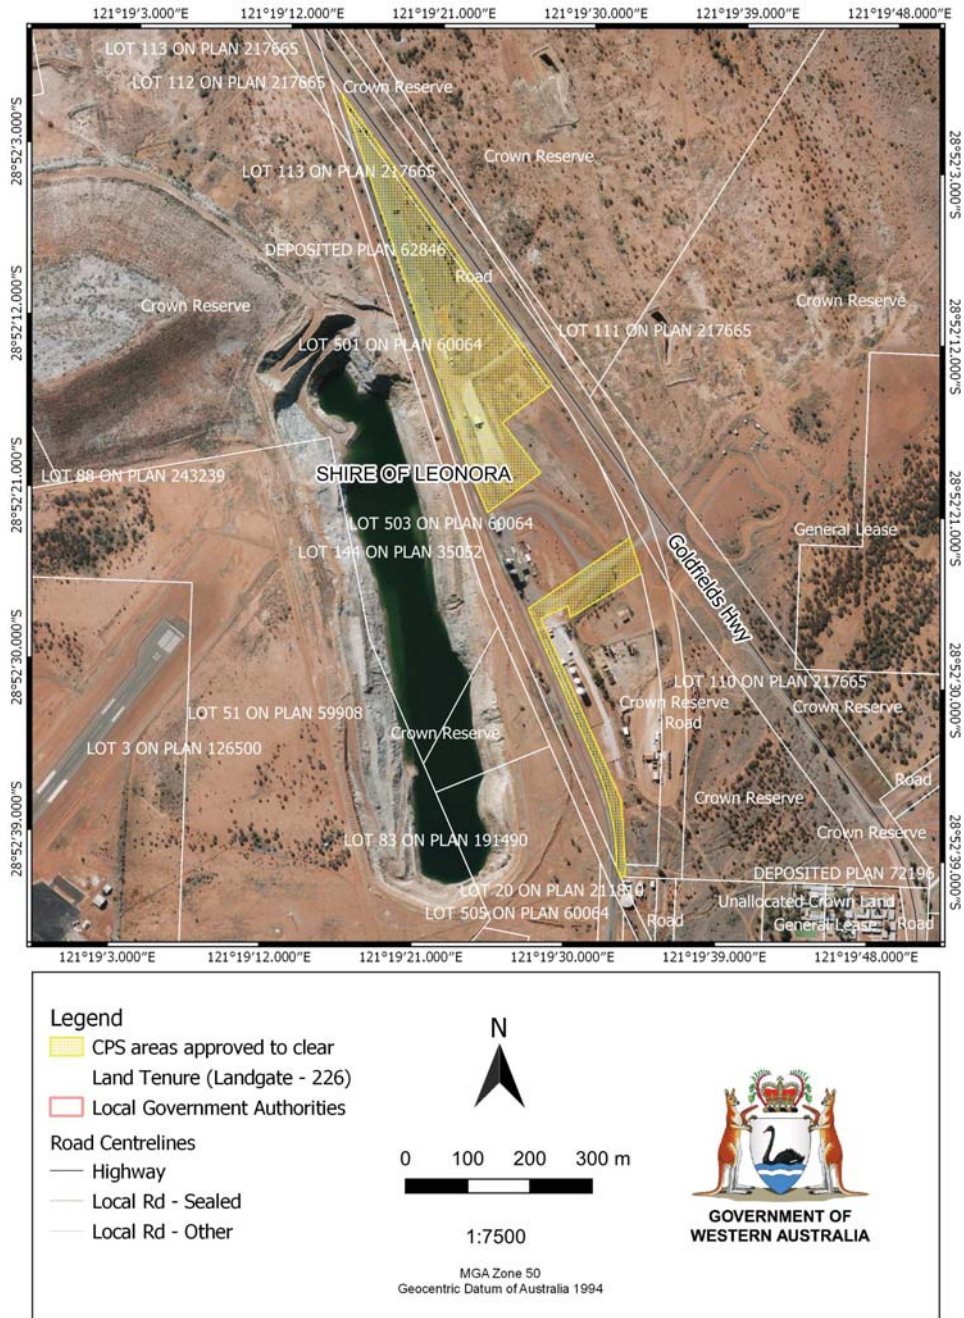 121°19'3.000"E 121°19'12.000"E 121°19'21.000"E 121°19'30.000"E 121°19'39.000"E 121°19'48.000"E
LOT 113 ON PLAN 217665
LOT 112 ON PLAN 217665
Crown Reserve
28°52'3.000"S
28°52'3.000"S
Crown Reserve
LOT 113 ON PLAN 217665
DEPOSITED PLAN 62846
Road
Crown Reserve
Crown Reserve
28°52'12.000"S
28°52'12.000"S
LOT 111 ON PLAN 217665
LOT 501 ON PLAN 60064
LOT 88 ON PLAN 243239
SHIRE OF LEONORA
28°52'21.000"S
28°52'21.000"S
LOT 503 ON PLAN 60064
General Lease
LOT 144 ON PLAN 35052
Goldfields Hwy
28°52'30.000"S
28°52'30.000"S
LOT 110 ON PLAN 217665
Crown Reserve
Crown Reserve
LOT 51 ON PLAN 59908
Road
Crown Reserve
LOT 3 ON PLAN 126500
Road
Crown Reserve
28°52'39.000"S
28°52'39.000"S
Crown Reserve
LOT 83 ON PLAN 191490
DEPOSITED PLAN 72196
LOT 20 ON PLAN 211810
Unallocated Crown Land
LOT 505 ON PLAN 60064
Road
General Lease
Road
121°19'3.000"E 121°19'12.000"E 121°19'21.000"E 121°19'30.000"E 121°19'39.000"E 121°19'48.000"E
Legend
CPS areas approved to clear
Land Tenure (Landgate - 226)
Local Government Authorities
Road Centrelines
Highway
Local Rd - Sealed
Local Rd - Other
N
0 100 200 300 m
1:7500
MGA Zone 50
Geocentric Datum of Australia 1994
GOVERNMENT OF
WESTERN AUSTRALIA